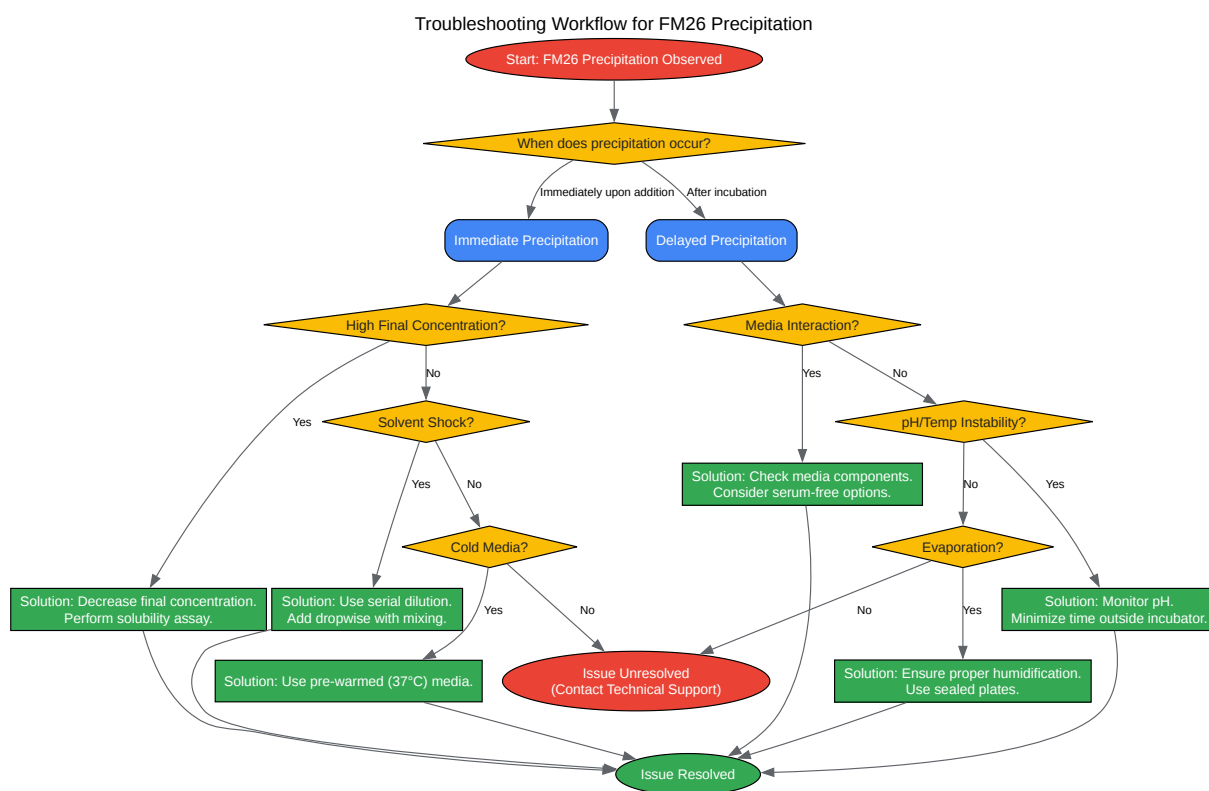 Troubleshooting Workflow for FM26 Precipitation
Start: FM26 Precipitation Observed
When does precipitation occur?
Immediately upon addition
After incubation
Immediate Precipitation
Delayed Precipitation
High Final Concentration?
Media Interaction?
No
Yes
No
Yes
Solvent Shock?
pH/Temp Instability?
Solution: Check media components.
Consider serum-free options.
Yes
No
No
Yes
Cold Media?
Evaporation?
Solution: Decrease final concentration.
Perform solubility assay.
Solution: Use serial dilution.
Add dropwise with mixing.
Yes
No
No
Yes
Solution: Monitor pH.
Minimize time outside incubator.
Solution: Use pre-warmed (37°C) media.
Issue Unresolved
(Contact Technical Support)
Solution: Ensure proper humidification.
Use sealed plates.
Issue Resolved